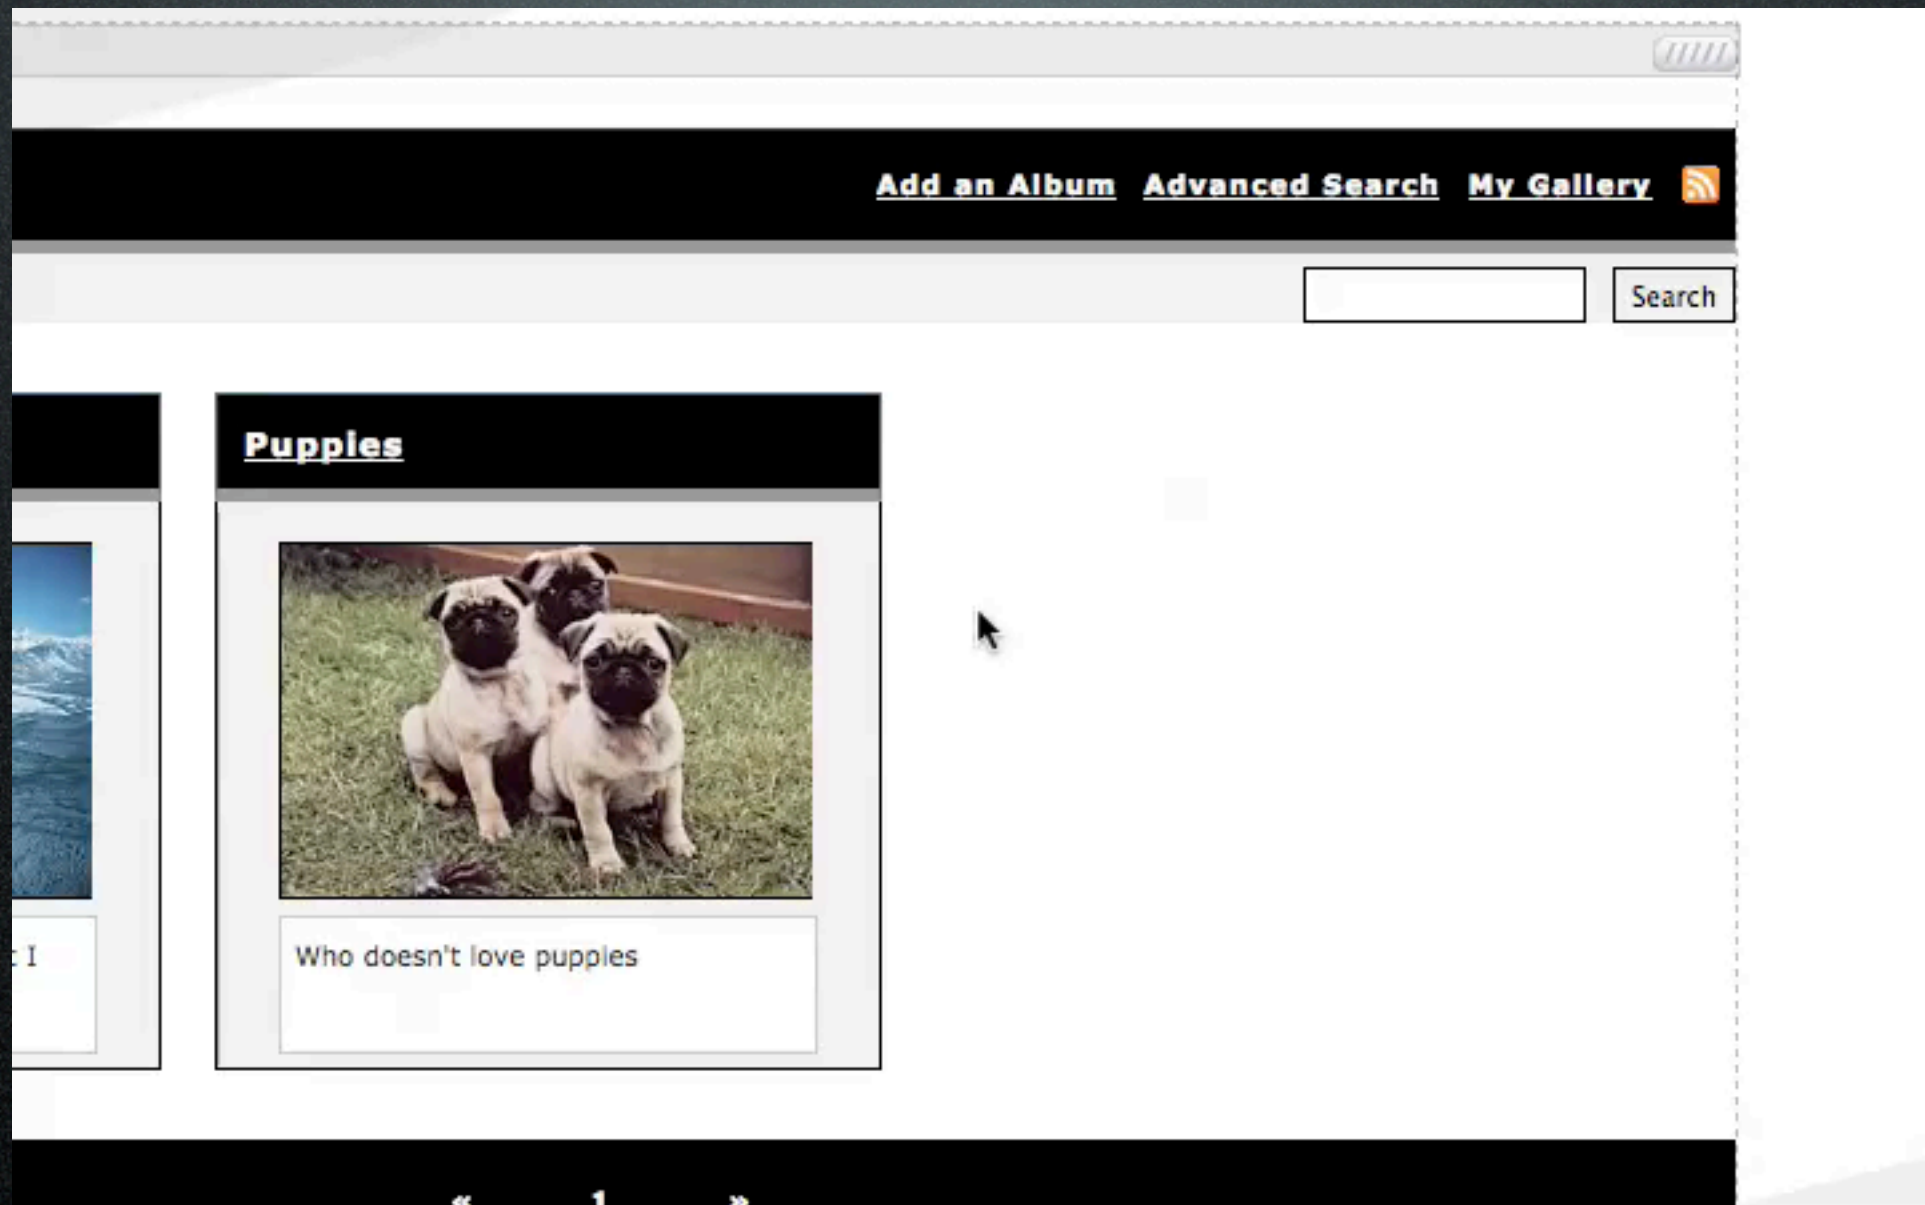 Add an Album Advanced Search My Gallery
Search
Puppies
I
Who doesn't love puppies
« 1 »